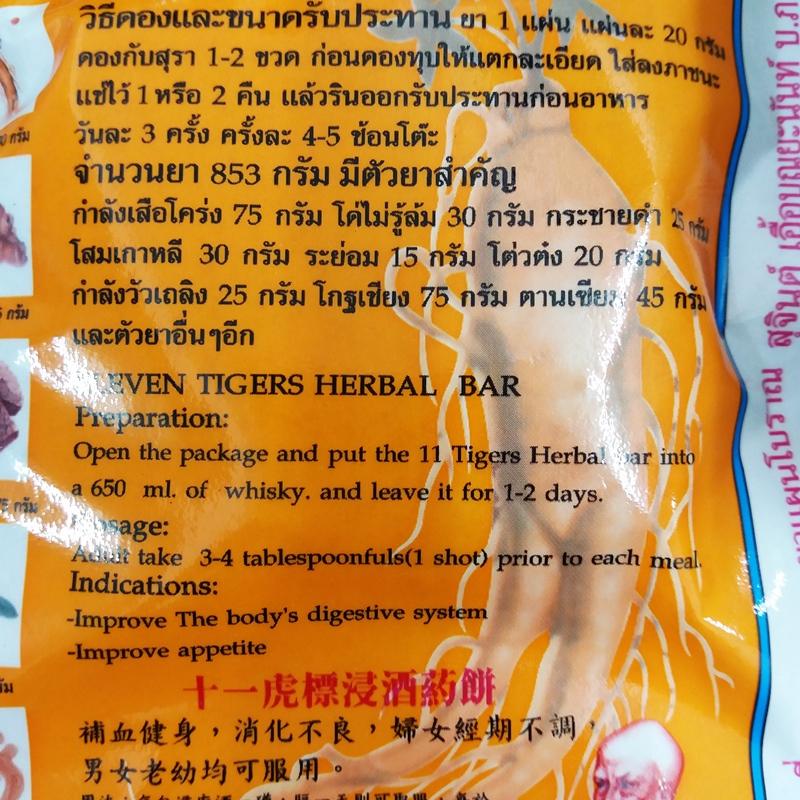 วิธีดองและขนาดรับประทาน ยา 1 แผ่น แผ่นละ 20 กรัม
ดองกับสุรา 1-2 ขวด ก่อนดองทุบให้แตกละเอียด ใส่ลงภาชนะ
แช่ไว้ 1 หรือ 2 คืน แล้วรินออกรับประทานก่อนอาหาร
วันละ 3 ครั้ง ครั้งละ 4-5 ช้อนโต๊ะ
จำนวนยา 853 กรัม มีตัวยาสำคัญ
กำลังเสือโคร่ง 75 กรัม โด่ไม่รู้ล้ม 30 กรัม กระชายดำ 25 กรัม
โสมเกาหลี 30 กรัม ระย่อม 15 กรัม โต่วต๋ง 20 กรัม
กำลังวัวเถลิง 25 กรัม โกฐเขียง 75 กรัม ตานเซียม 45 กรัม
และตัวยาอื่นๆอีก
ELEVEN TIGERS HERBAL BAR
Preparation:
Open the package and put the 11 Tigers Herbal bar into
a 650 ml. of whisky. and leave it for 1-2 days.
Dosage:
Adult take 3-4 tablespoonfuls(1 shot) prior to each meal.
Indications:
-Improve The body's digestive system
-Improve appetite
十一虎標浸酒葯餅
補血健身，消化不良，婦女經期不調，
男女老幼均可服用。